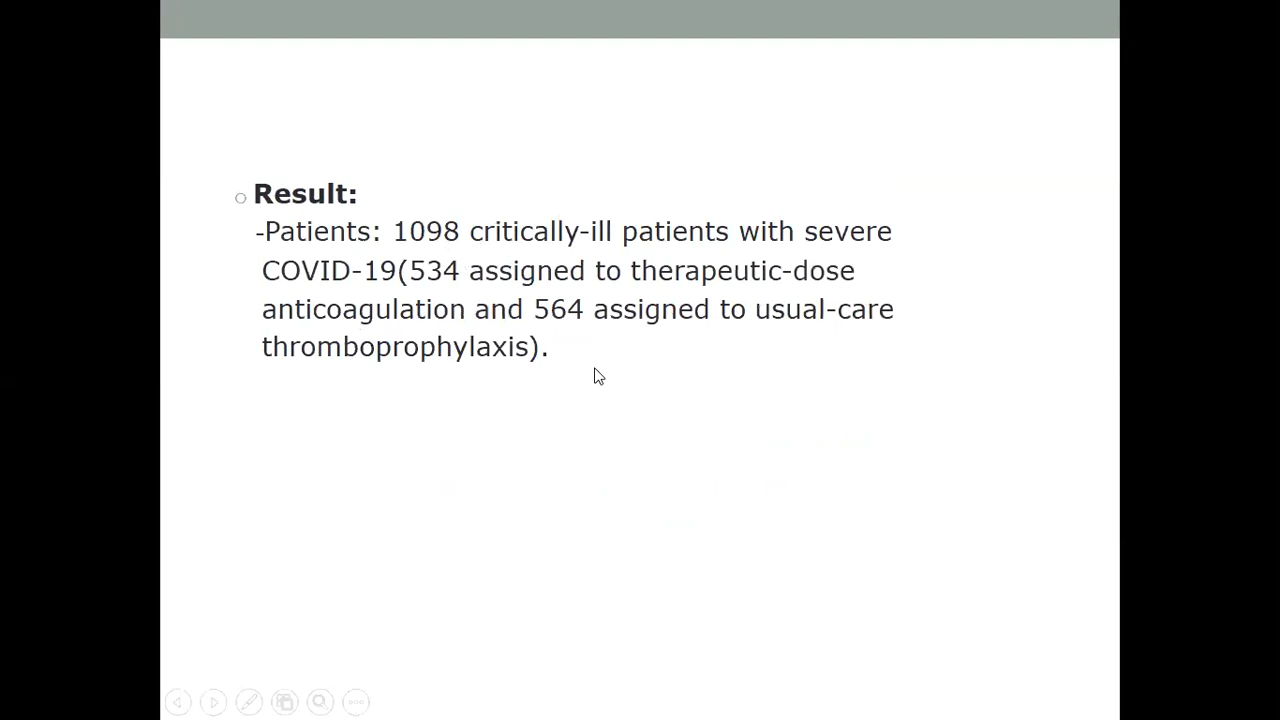 Result:
-Patients: 1098 critically-ill patients with severe
COVID-19(534 assigned to therapeutic-dose
anticoagulation and 564 assigned to usual-care
thromboprophylaxis).